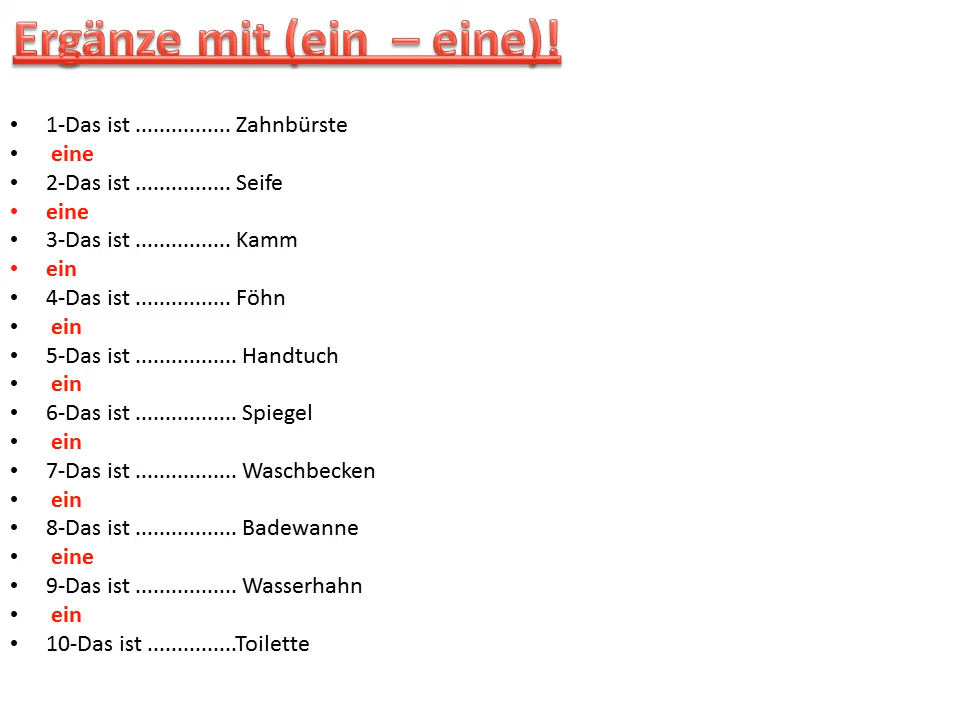 Ergänze mit (ein – eine)!
• 1-Das ist ................ Zahnbürste
• eine
• 2-Das ist ................ Seife
• eine
• 3-Das ist ................ Kamm
• ein
• 4-Das ist ................ Föhn
• ein
• 5-Das ist ................. Handtuch
• ein
• 6-Das ist ................. Spiegel
• ein
• 7-Das ist ................. Waschbecken
• ein
• 8-Das ist ................. Badewanne
• eine
• 9-Das ist ................. Wasserhahn
• ein
• 10-Das ist ...............Toilette